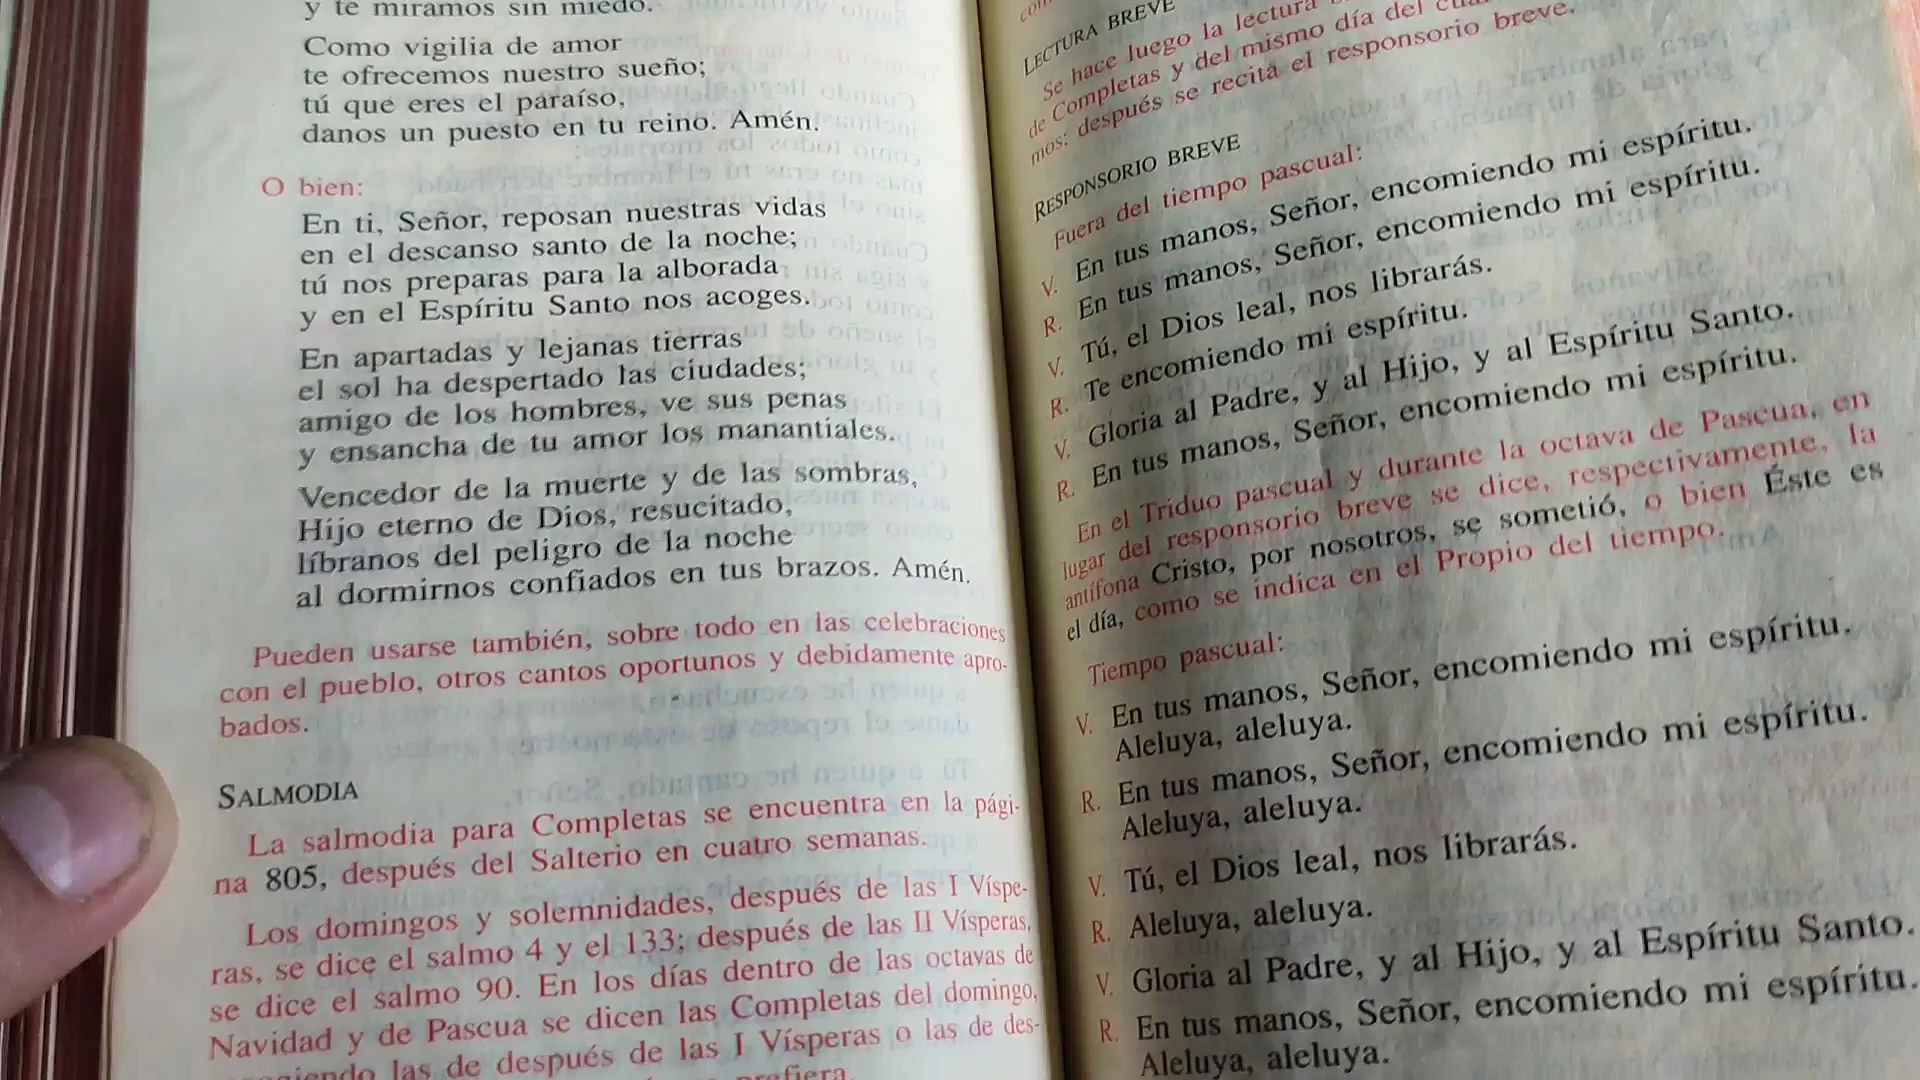 y te miramos sin miedo.
Como vigilia de amor
te ofrecemos nuestro sueño;
tú que eres el paraíso,
danos un puesto en tu reino. Amén.
O bien:
En ti, Señor, reposan nuestras vidas
en el descanso santo de la noche;
tú nos preparas para la alborada
y en el Espíritu Santo nos acoges.
En apartadas y lejanas tierras
el sol ha despertado las ciudades;
amigo de los hombres, ve sus penas
y ensancha de tu amor los manantiales.
Vencedor de la muerte y de las sombras,
Hijo eterno de Dios, resucitado,
líbranos del peligro de la noche
al dormirnos confiados en tus brazos. Amén.
Pueden usarse también, sobre todo en las celebraciones
con el pueblo, otros cantos oportunos y debidamente apro-
bados.
SALMODIA
La salmodia para Completas se encuentra en la pági-
na 805, después del Salterio en cuatro semanas.
Los domingos y solemnidades, después de las I Víspe-
ras, se dice el salmo 4 y el 133; después de las II Vísperas,
se dice el salmo 90. En los días dentro de las octavas de
Navidad y de Pascua se dicen las Completas del domingo,
las de después de las I Vísperas o las de des-
prefiera.
LECTURA BREVE
Se hace luego la lectura
de Completas y del mismo día del
mos: después se recita el responsorio breve.
RESPONSORIO BREVE
Fuera del tiempo pascual:
V. En tus manos, Señor, encomiendo mi espíritu.
R. En tus manos, Señor, encomiendo mi espíritu.
V. Tú, el Dios leal, nos librarás.
R. Te encomiendo mi espíritu.
V. Gloria al Padre, y al Hijo, y al Espíritu Santo.
R. En tus manos, Señor, encomiendo mi espíritu.
En el Triduo pascual y durante la octava de Pascua, en
lugar del responsorio breve se dice, respectivamente, la
antífona Cristo, por nosotros, se sometió, o bien Éste es
el día, como se indica en el Propio del tiempo.
Tiempo pascual:
V. En tus manos, Señor, encomiendo mi espíritu.
Aleluya, aleluya.
R. En tus manos, Señor, encomiendo mi espíritu.
Aleluya, aleluya.
V. Tú, el Dios leal, nos librarás.
R. Aleluya, aleluya.
V. Gloria al Padre, y al Hijo, y al Espíritu Santo.
R. En tus manos, Señor, encomiendo mi espíritu.
Aleluya, aleluya.